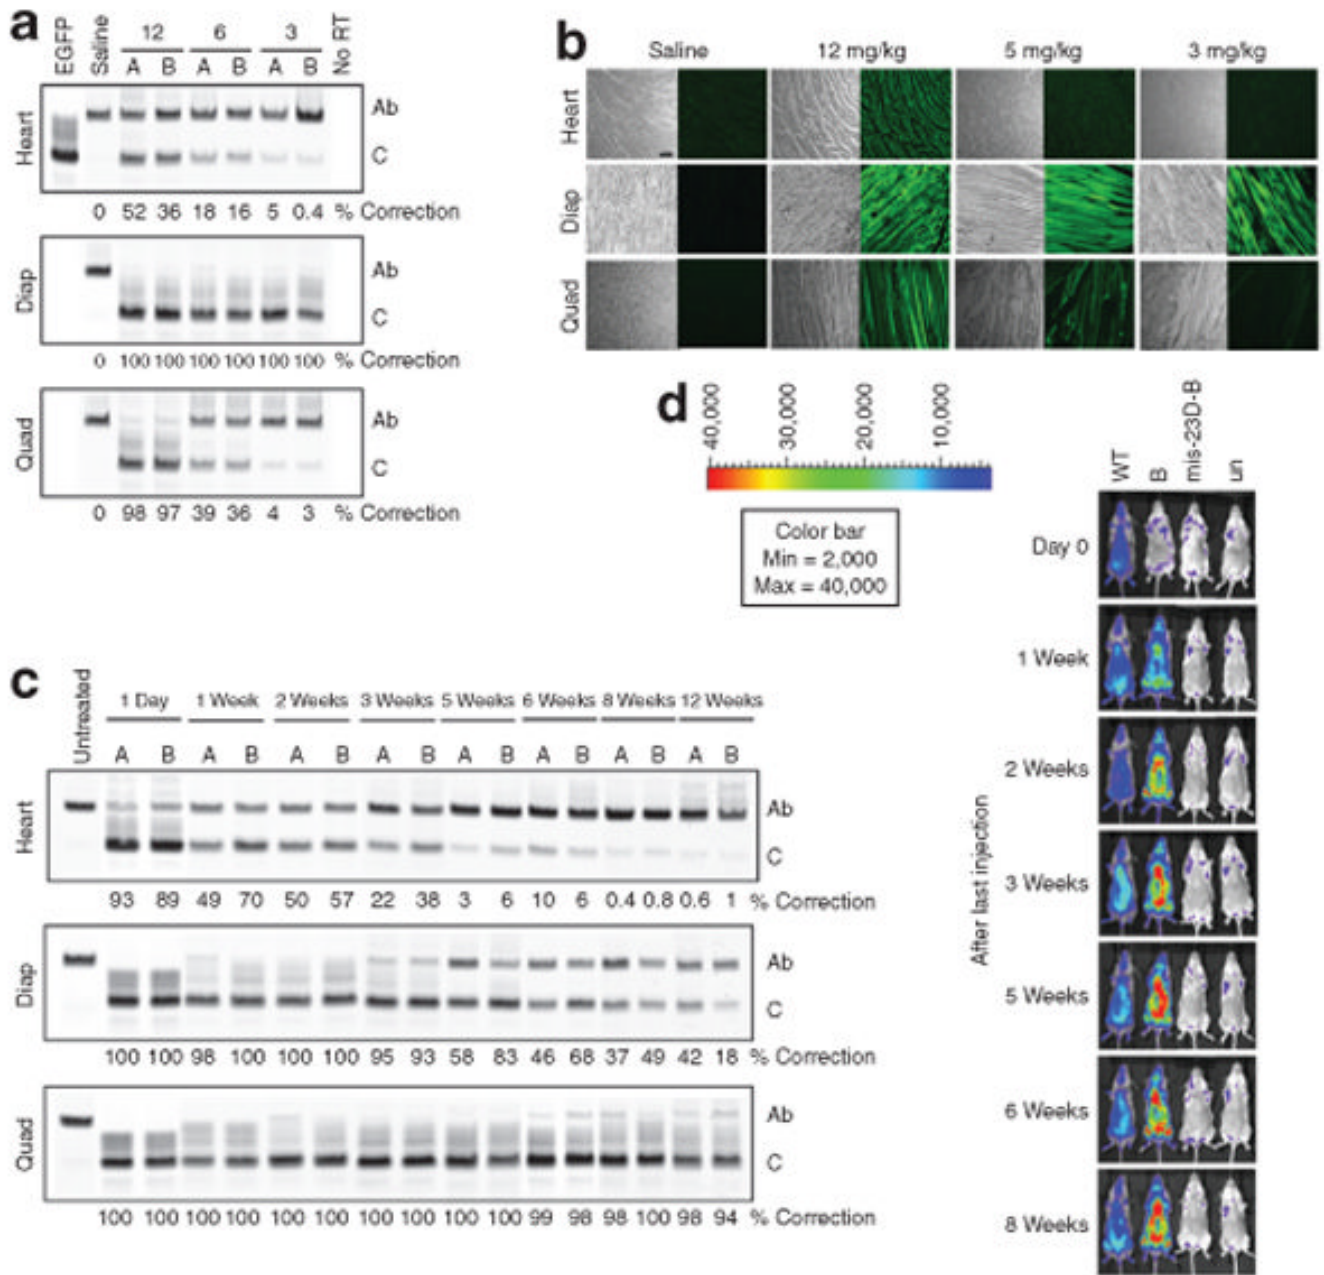 a
EGFP
Saline
12 6 3
A B A B A B
No RT
Heart
Ab
C
0 52 36 18 16 5 0.4 % Correction
Diap
Ab
C
0 100 100 100 100 100 100 % Correction
Quad
Ab
C
0 98 97 39 36 4 3 % Correction
b
Saline 12 mg/kg 5 mg/kg 3 mg/kg
Heart
Diap
Quad
c
Untreated
1 Day 1 Week 2 Weeks 3 Weeks 5 Weeks 6 Weeks 8 Weeks 12 Weeks
A B A B A B A B A B A B A B A B
Heart
Ab
C
93 89 49 70 50 57 22 38 3 6 10 6 0.4 0.8 0.6 1 % Correction
Diap
Ab
C
100 100 98 100 100 100 95 93 58 83 46 68 37 49 42 18 % Correction
Quad
Ab
C
100 100 100 100 100 100 100 100 100 100 99 98 98 100 98 94 % Correction
d
40,000 30,000 20,000 10,000
Color bar
Min = 2,000
Max = 40,000
WT B mis-23D-B un
After last injection
Day 0
1 Week
2 Weeks
3 Weeks
5 Weeks
6 Weeks
8 Weeks